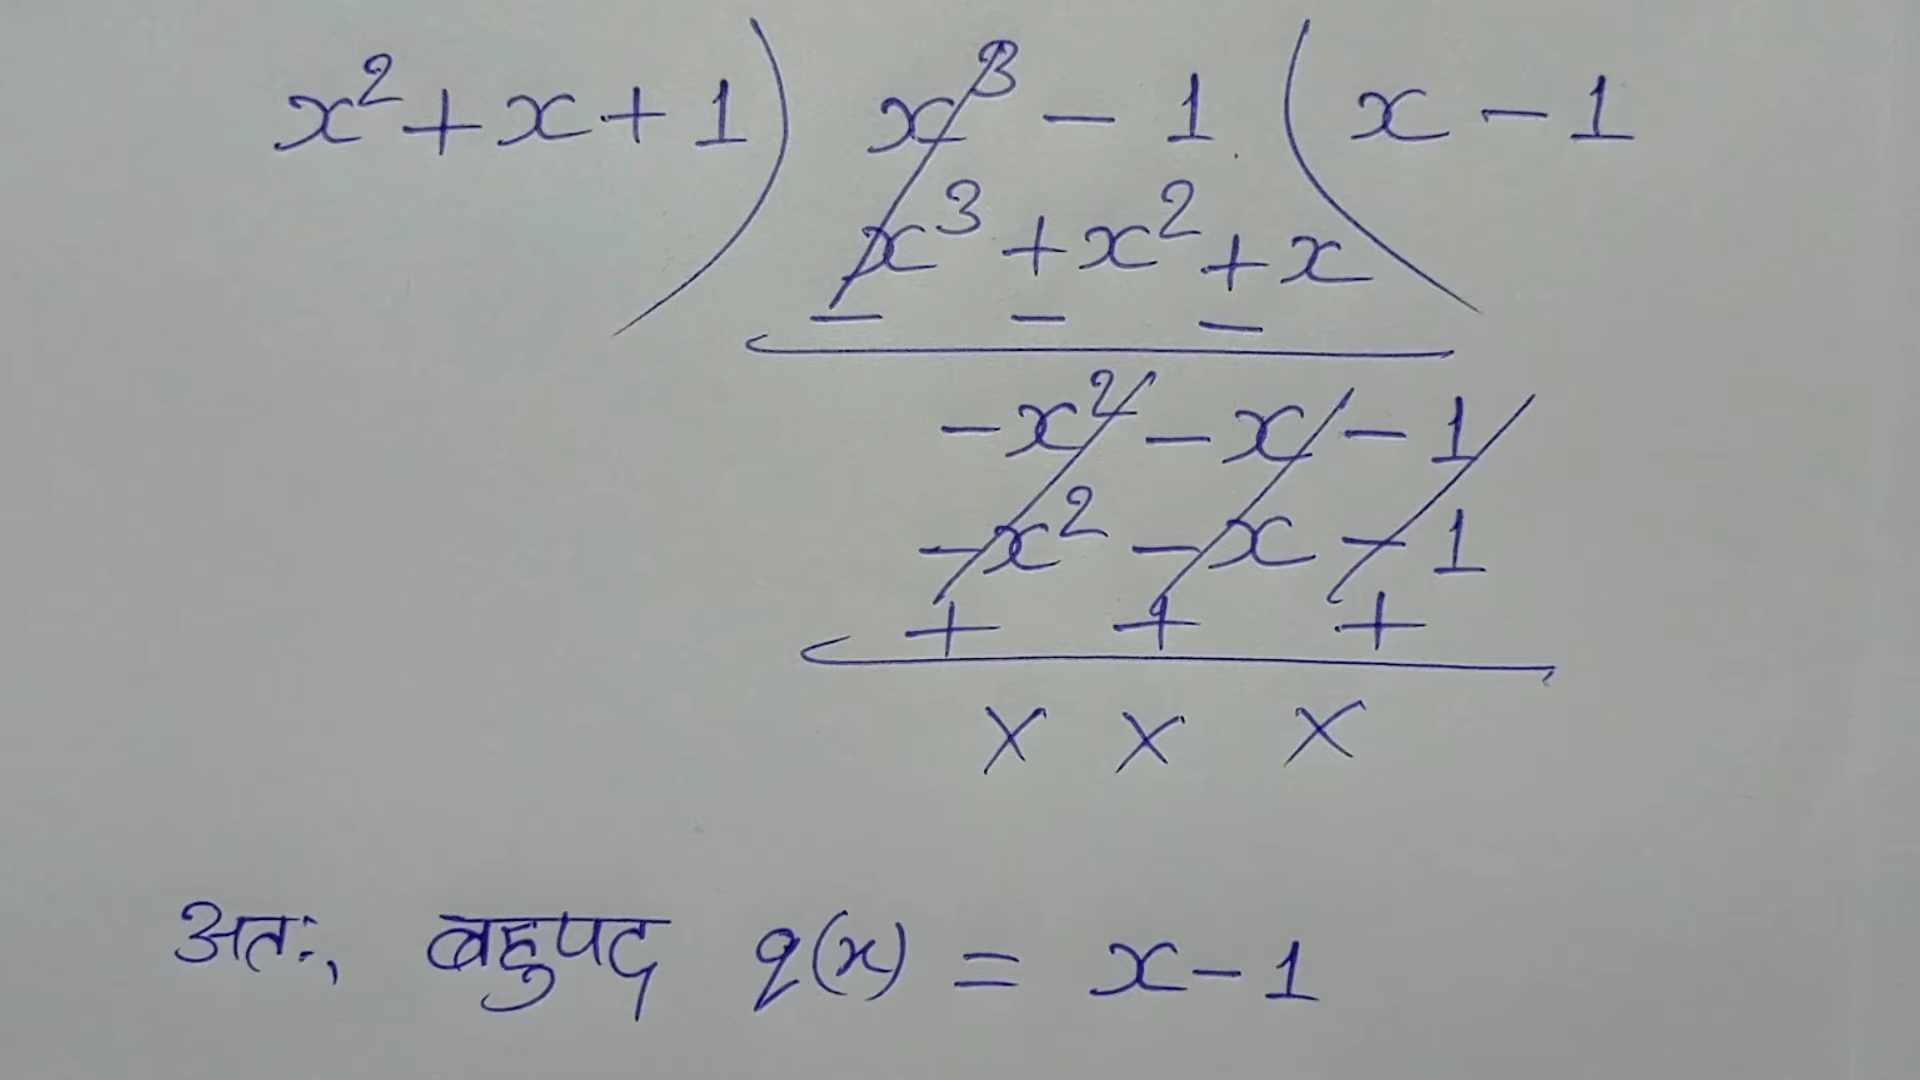 x² + x + 1 ) x³ - 1 ( x - 1
x³ + x² + x
- - -
-x² - x - 1
-x² - x - 1
+ + +
× × ×
अतः, बहुपद q(x) = x - 1